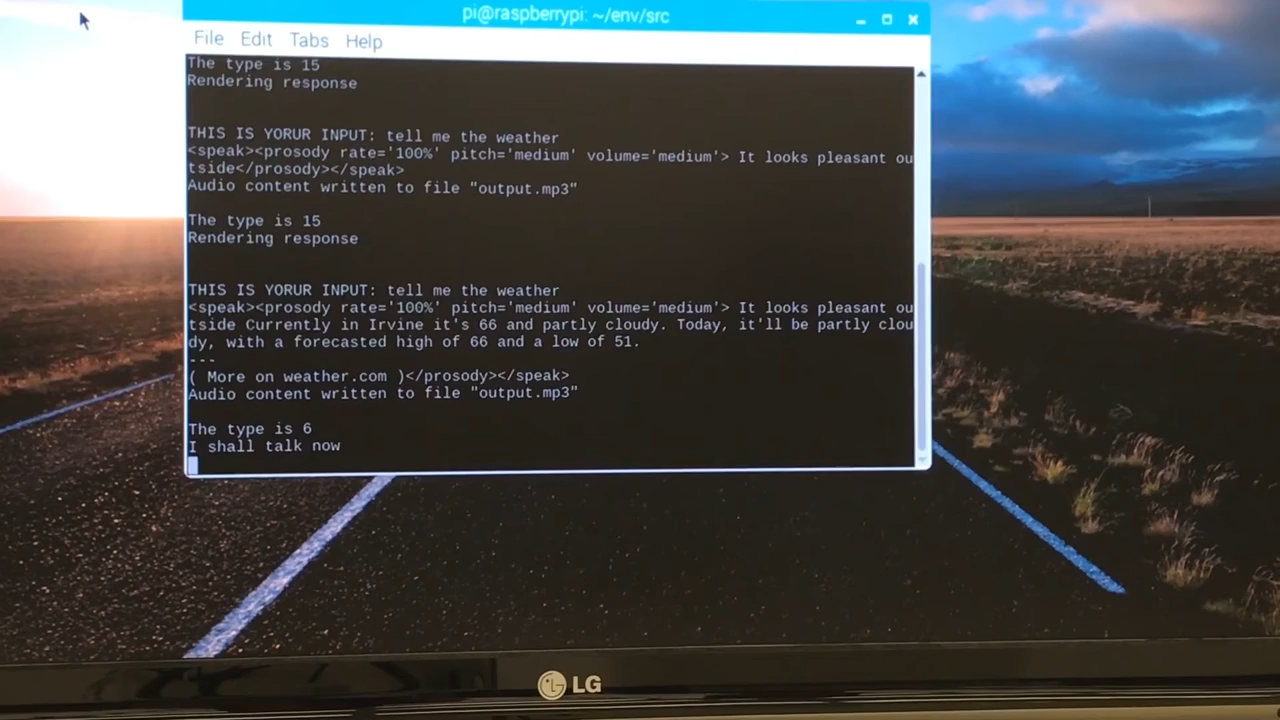 pi@raspberrypi: ~/env/src
File Edit Tabs Help
The type is 15
Rendering response
THIS IS YORUR INPUT: tell me the weather
<speak><prosody rate='100%' pitch='medium' volume='medium'> It looks pleasant ou
tside</prosody></speak>
Audio content written to file "output.mp3"
The type is 15
Rendering response
THIS IS YORUR INPUT: tell me the weather
<speak><prosody rate='100%' pitch='medium' volume='medium'> It looks pleasant ou
tside Currently in Irvine it's 66 and partly cloudy. Today, it'll be partly clou
dy, with a forecasted high of 66 and a low of 51.
---
( More on weather.com )</prosody></speak>
Audio content written to file "output.mp3"
The type is 6
I shall talk now
LG